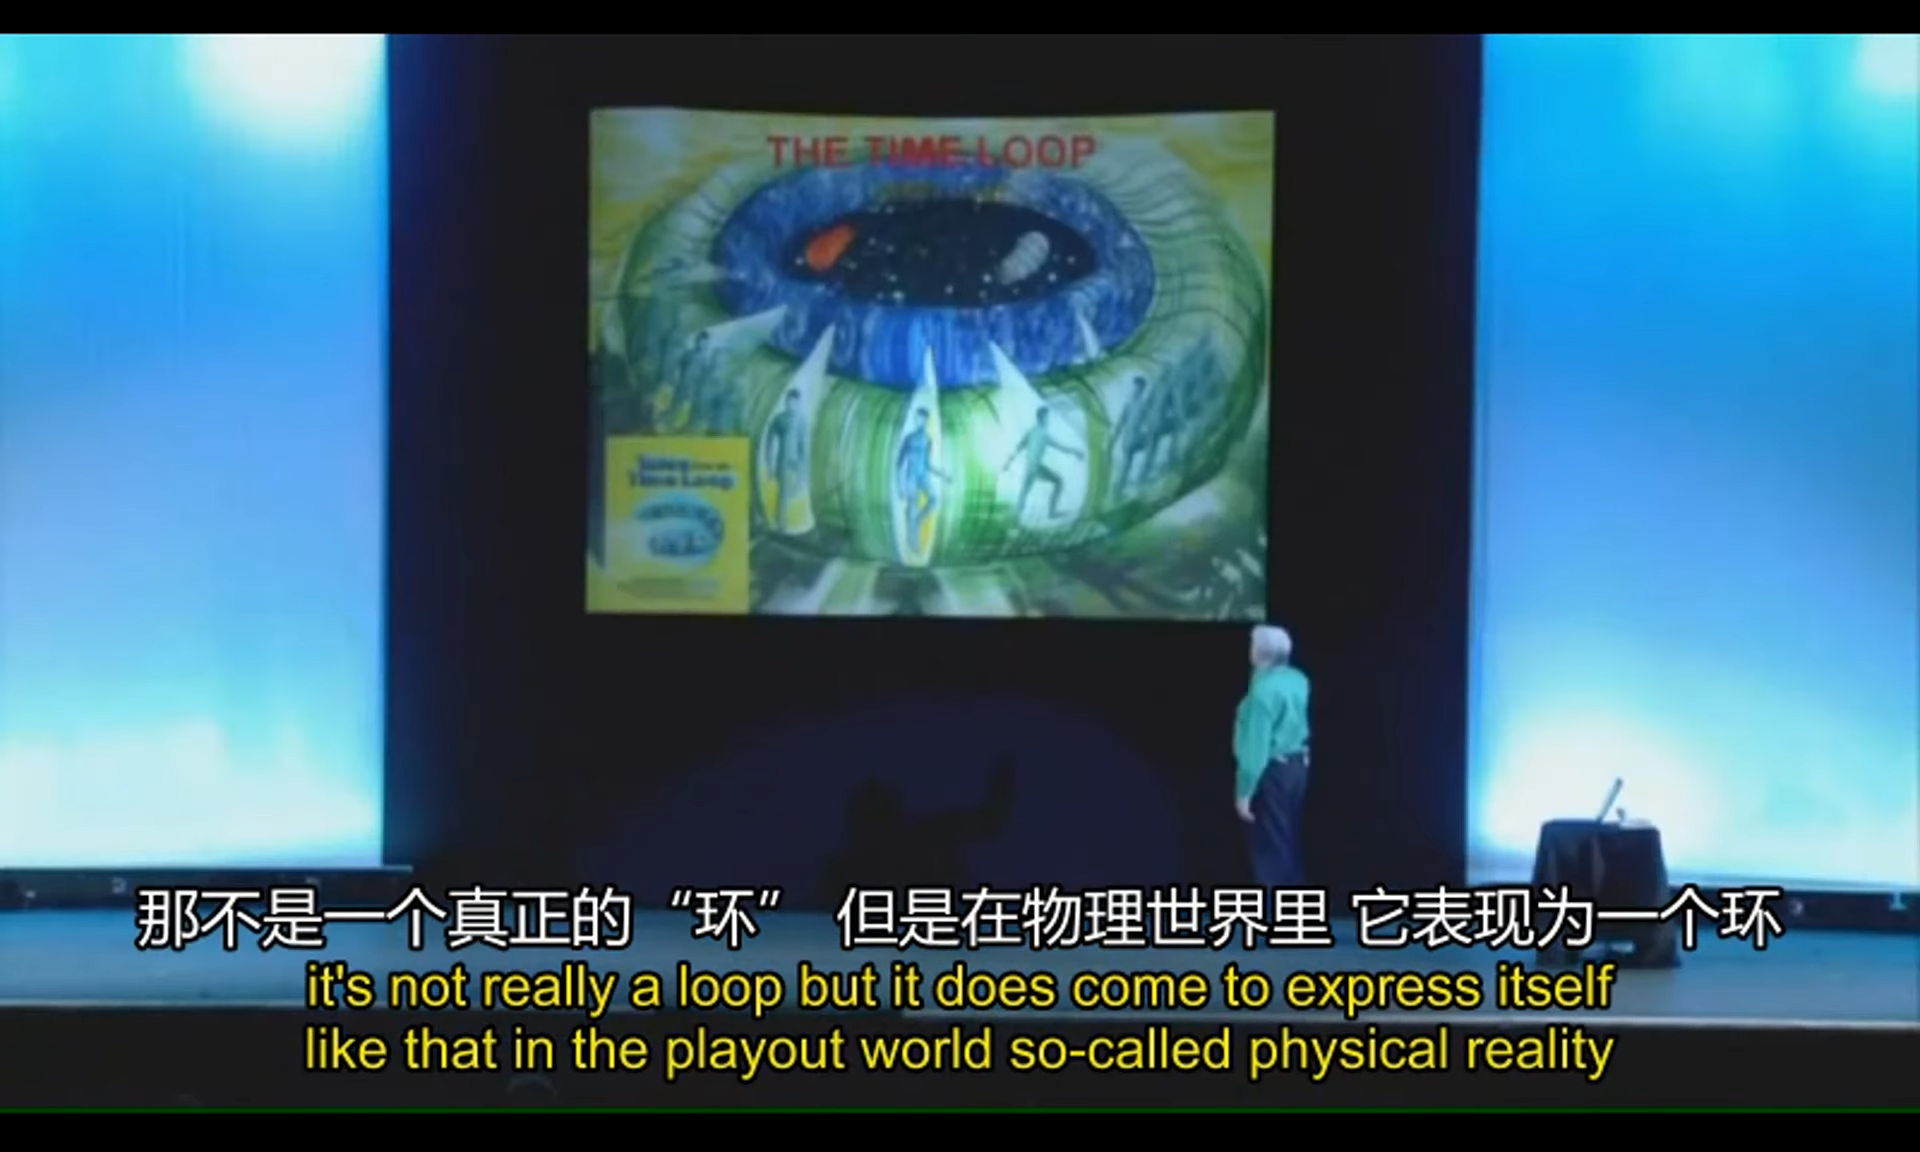 THE TIME LOOP
Time Loop
那不是一个真正的“环” 但是在物理世界里 它表现为一个环
it's not really a loop but it does come to express itself
like that in the playout world so-called physical reality